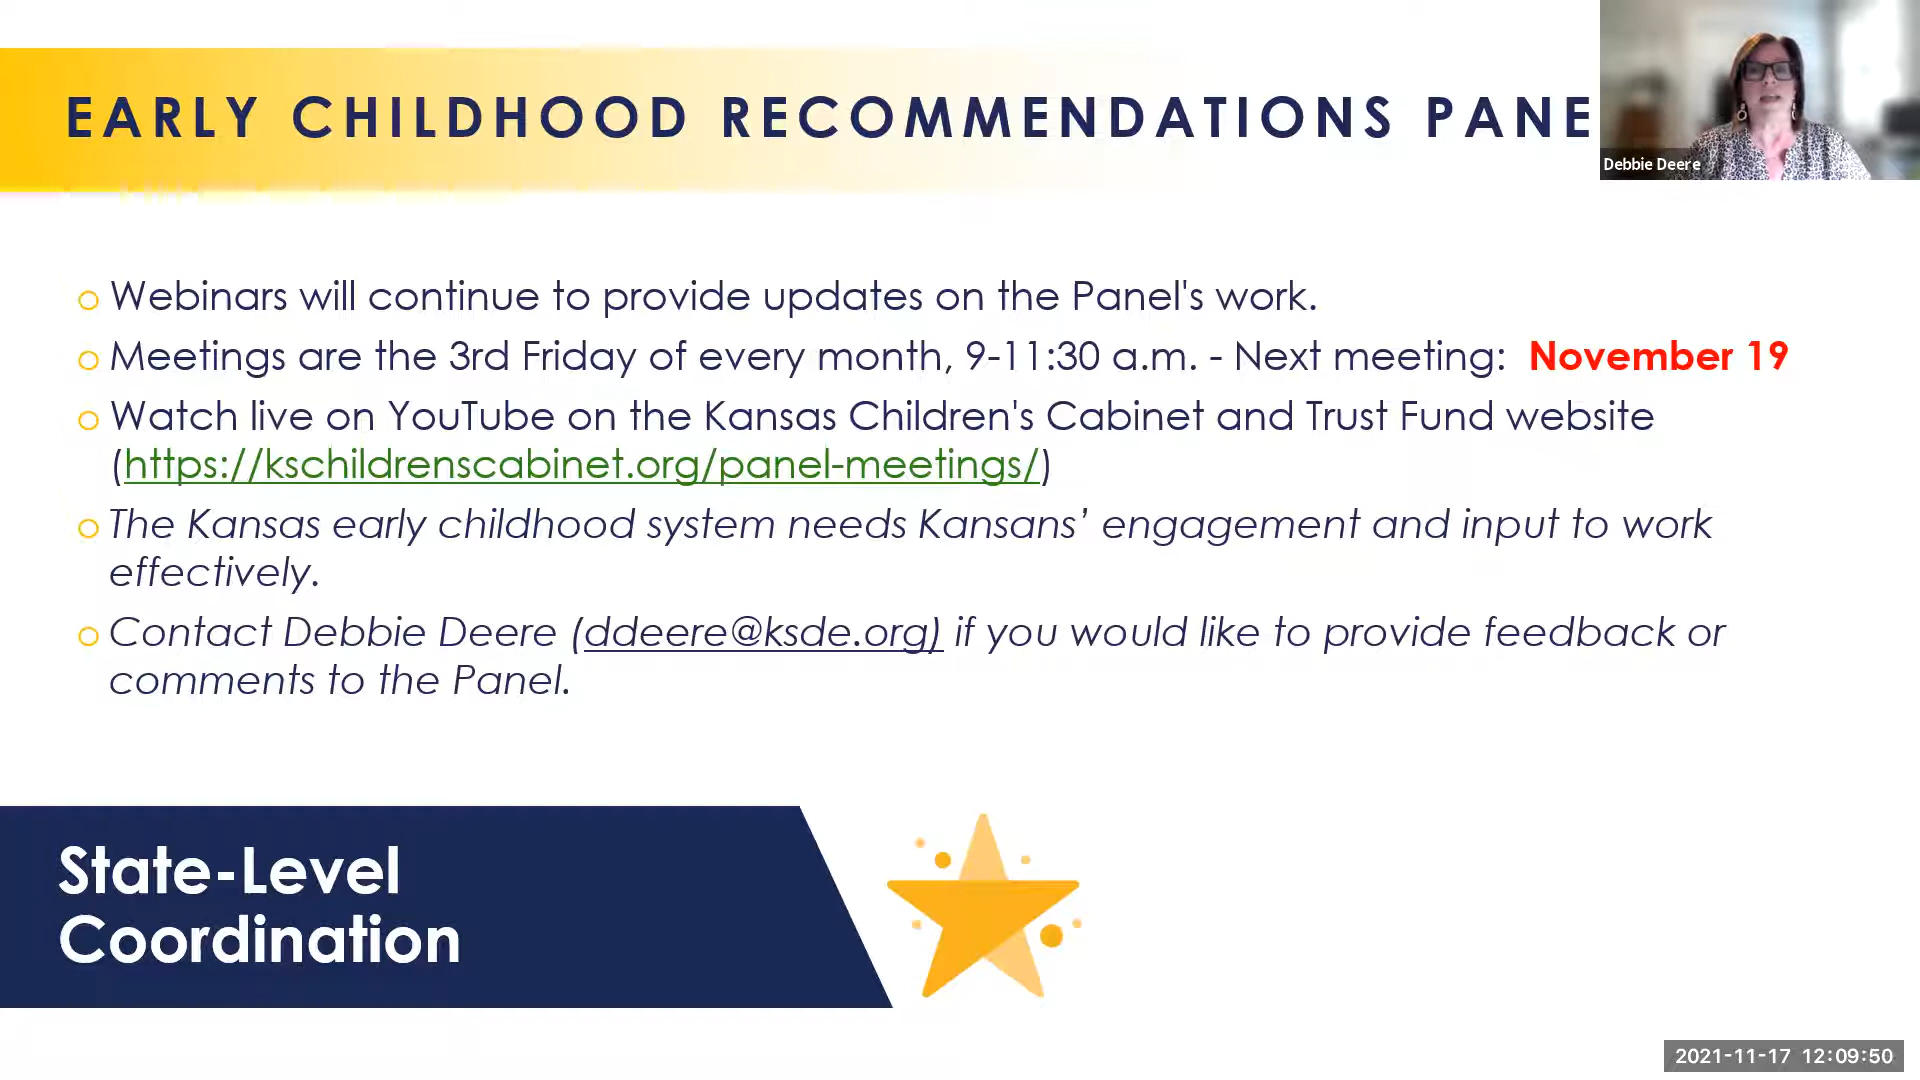 EARLY CHILDHOOD RECOMMENDATIONS PANE
Debbie Deere
o Webinars will continue to provide updates on the Panel's work.
o Meetings are the 3rd Friday of every month, 9-11:30 a.m. - Next meeting: November 19
o Watch live on YouTube on the Kansas Children's Cabinet and Trust Fund website
(https://kschildrenscabinet.org/panel-meetings/)
o The Kansas early childhood system needs Kansans’ engagement and input to work
effectively.
o Contact Debbie Deere (ddeere@ksde.org) if you would like to provide feedback or
comments to the Panel.
State-Level
Coordination
2021-11-17 12:09:50